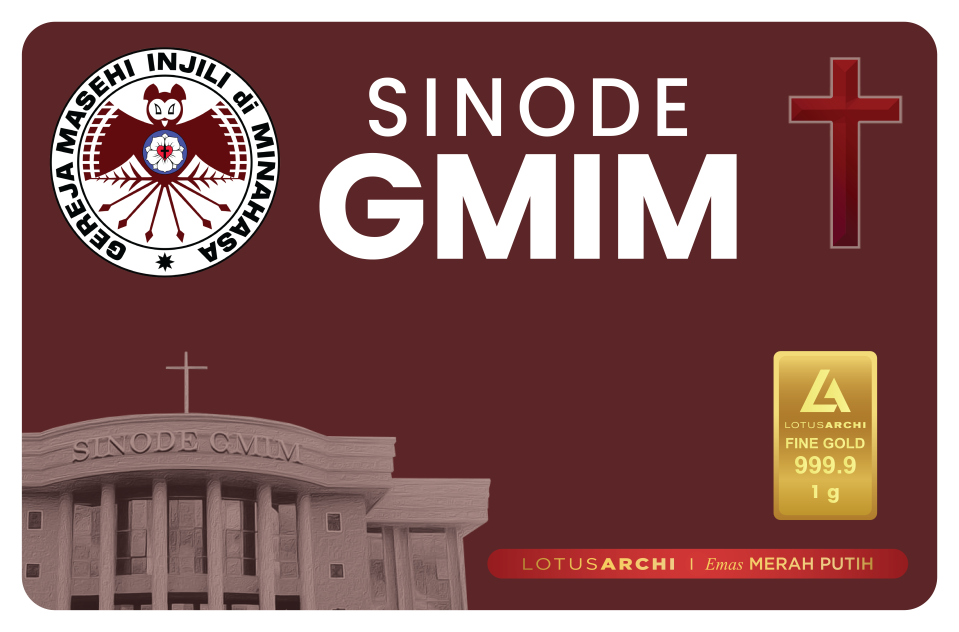 GEREJA MASEHI INJILI di MINAHASA
SINODE
GMIM
SINODE GMIM
LOTUSARCHI
FINE GOLD
999.9
1 g
LOTUSARCHI | Emas MERAH PUTIH